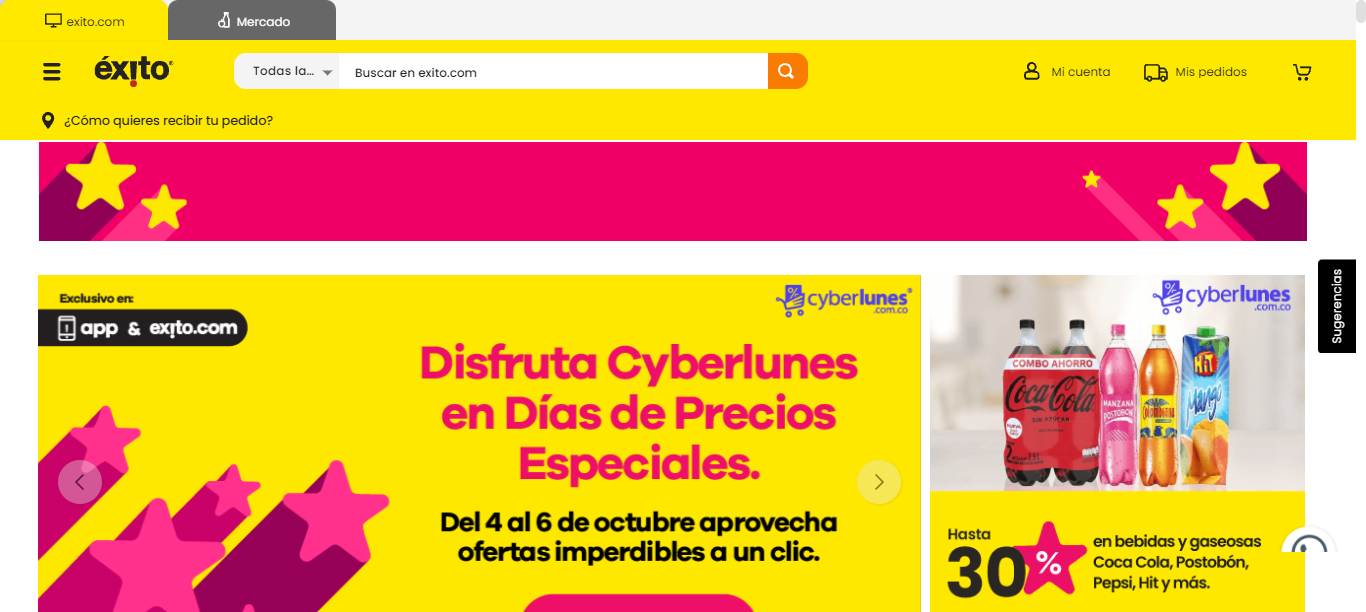 exito.com
Mercado
éxito
Todas la...
Buscar en exito.com
Mi cuenta
Mis pedidos
¿Cómo quieres recibir tu pedido?
Sugerencias
Exclusivo en:
app & exito.com
cyberlunes
.com.co
Disfruta Cyberlunes
en Días de Precios
Especiales.
Del 4 al 6 de octubre aprovecha
ofertas imperdibles a un clic.
cyberlunes
.com.co
COMBO AHORRO
Coca-Cola
SIN AZÚCAR
MANZANA
POSTOBÓN
Colombiana
HIT
Mango
Hasta
30%
en bebidas y gaseosas
Coca Cola, Postobón,
Pepsi, Hit y más.